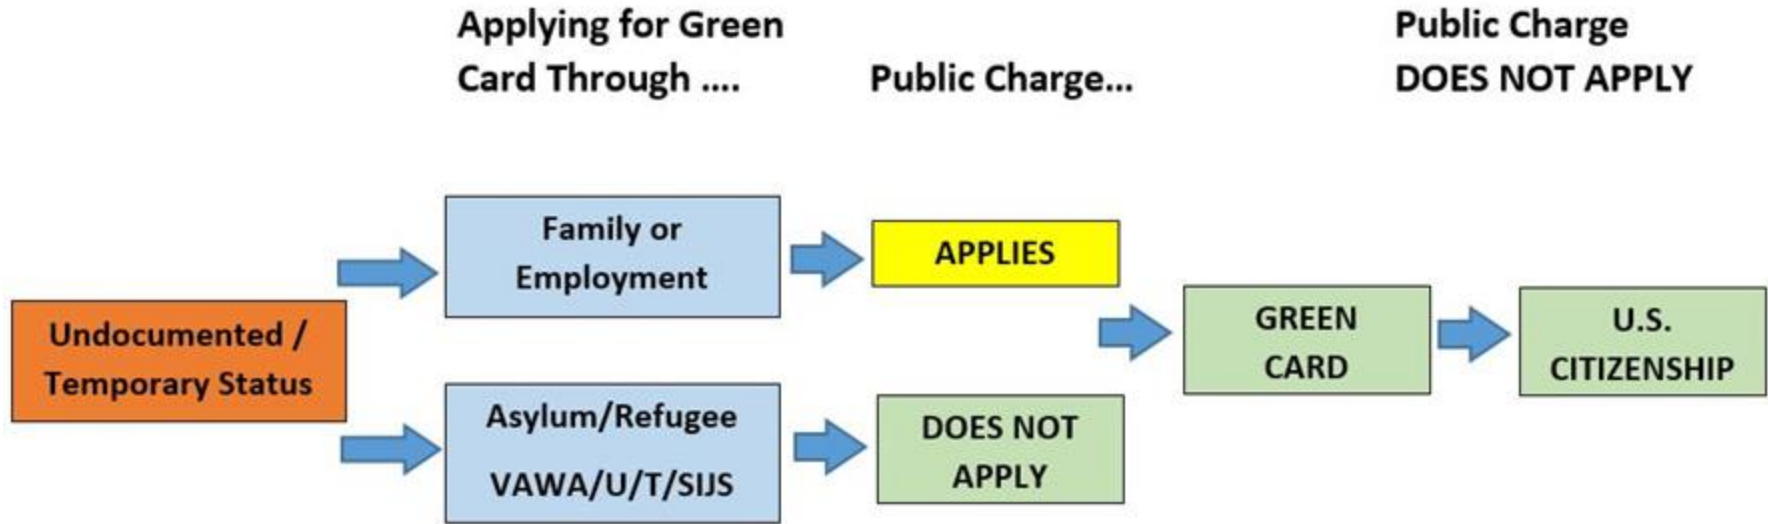 Applying for Green
Card Through ....
Public Charge...
Public Charge
DOES NOT APPLY
Undocumented /
Temporary Status
Family or
Employment
APPLIES
Asylum/Refugee
VAWA/U/T/SIJS
DOES NOT
APPLY
GREEN
CARD
U.S.
CITIZENSHIP